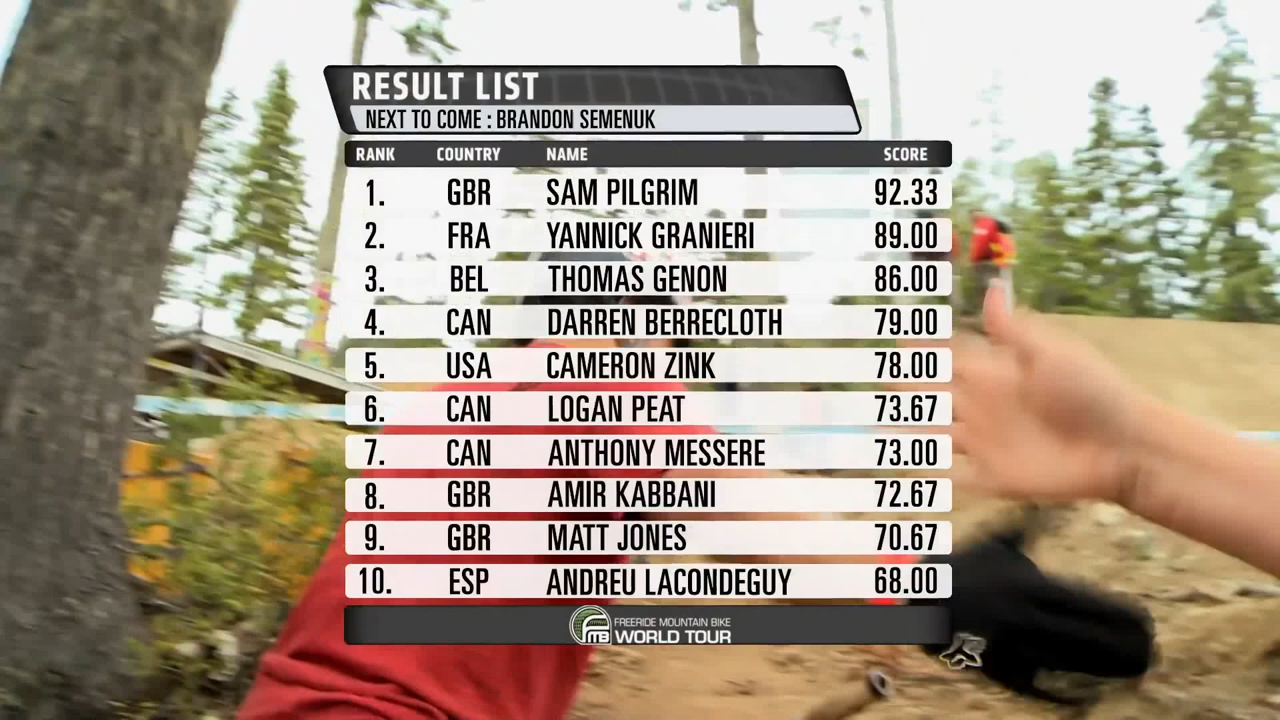 RESULT LIST
NEXT TO COME : BRANDON SEMENUK
RANK COUNTRY NAME SCORE
1. GBR SAM PILGRIM 92.33
2. FRA YANNICK GRANIERI 89.00
3. BEL THOMAS GENON 86.00
4. CAN DARREN BERRECLOTH 79.00
5. USA CAMERON ZINK 78.00
6. CAN LOGAN PEAT 73.67
7. CAN ANTHONY MESSERE 73.00
8. GBR AMIR KABBANI 72.67
9. GBR MATT JONES 70.67
10. ESP ANDREU LACONDEGUY 68.00
FMB FREERIDE MOUNTAIN BIKE
WORLD TOUR